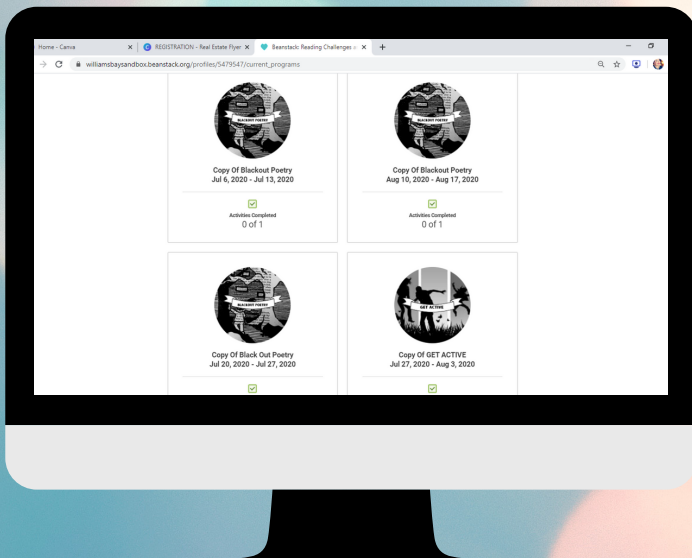 Home - Canva
REGISTRATION - Real Estate Flyer
Beanstack: Reading Challenges
williamsbaysandbox.beanstack.org/profiles/5479547/current_programs
BLACKOUT POETRY
BLACKOUT POETRY
Copy Of Blackout Poetry
Jul 6, 2020 - Jul 13, 2020
Activities Completed
0 of 1
Copy Of Blackout Poetry
Aug 10, 2020 - Aug 17, 2020
Activities Completed
0 of 1
BLACKOUT POETRY
GET ACTIVE
Copy Of Black Out Poetry
Jul 20, 2020 - Jul 27, 2020
Copy Of GET ACTIVE
Jul 27, 2020 - Aug 3, 2020